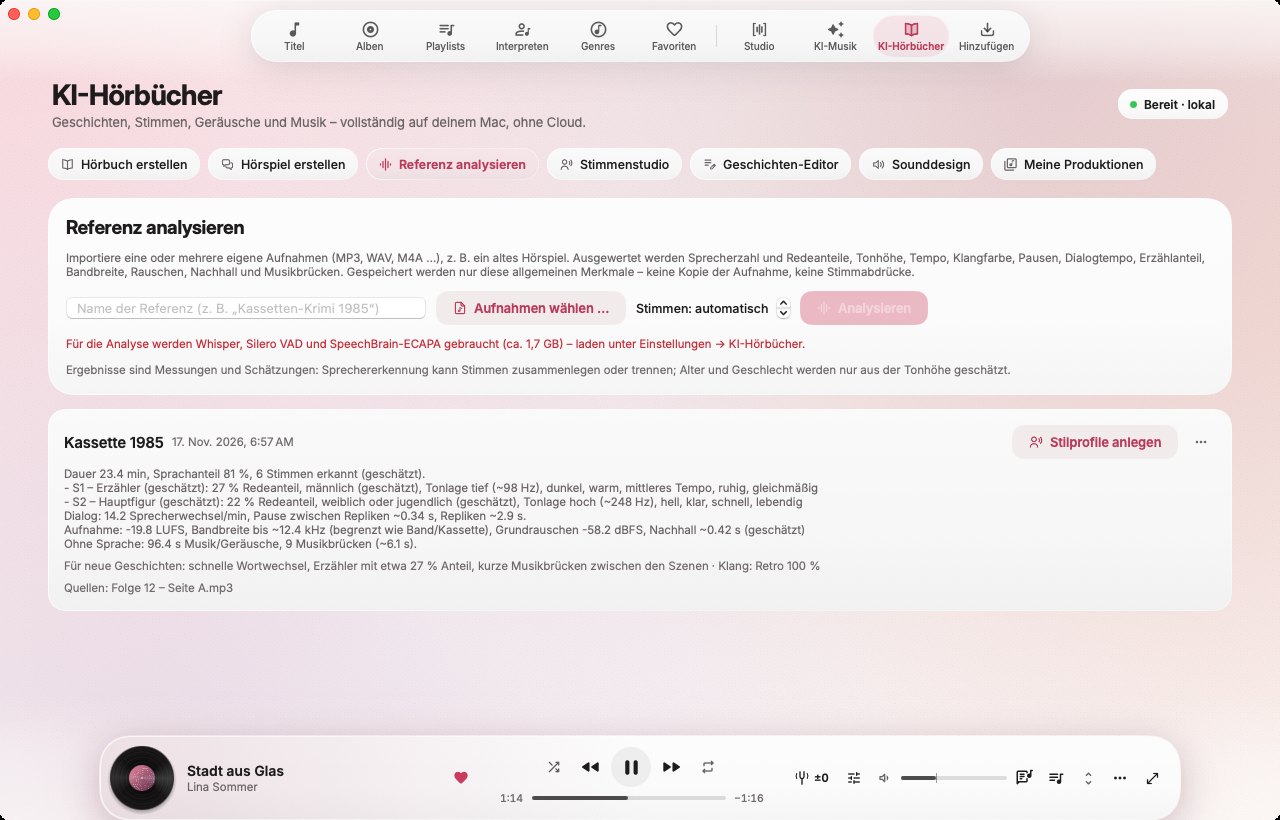 Titel
Alben
Playlists
Interpreten
Genres
Favoriten
Studio
KI-Musik
KI-Hörbücher
Hinzufügen
KI-Hörbücher
Geschichten, Stimmen, Geräusche und Musik – vollständig auf deinem Mac, ohne Cloud.
Bereit · lokal
Hörbuch erstellen
Hörspiel erstellen
Referenz analysieren
Stimmenstudio
Geschichten-Editor
Sounddesign
Meine Produktionen
Referenz analysieren
Importiere eine oder mehrere eigene Aufnahmen (MP3, WAV, M4A ...), z. B. ein altes Hörspiel. Ausgewertet werden Sprecherzahl und Redeanteile, Tonhöhe, Tempo, Klangfarbe, Pausen, Dialogtempo, Erzählanteil,
Bandbreite, Rauschen, Nachhall und Musikbrücken. Gespeichert werden nur diese allgemeinen Merkmale – keine Kopie der Aufnahme, keine Stimmabdrücke.
Name der Referenz (z. B. „Kassetten-Krimi 1985“)
Aufnahmen wählen ...
Stimmen: automatisch
Analysieren
Für die Analyse werden Whisper, Silero VAD und SpeechBrain-ECAPA gebraucht (ca. 1,7 GB) – laden unter Einstellungen → KI-Hörbücher.
Ergebnisse sind Messungen und Schätzungen: Sprechererkennung kann Stimmen zusammenlegen oder trennen; Alter und Geschlecht werden nur aus der Tonhöhe geschätzt.
Kassette 1985 17. Nov. 2026, 6:57 AM
Stilprofile anlegen
Dauer 23.4 min, Sprachanteil 81 %, 6 Stimmen erkannt (geschätzt).
- S1 – Erzähler (geschätzt): 27 % Redeanteil, männlich (geschätzt), Tonlage tief (~98 Hz), dunkel, warm, mittleres Tempo, ruhig, gleichmäßig
- S2 – Hauptfigur (geschätzt): 22 % Redeanteil, weiblich oder jugendlich (geschätzt), Tonlage hoch (~248 Hz), hell, klar, schnell, lebendig
Dialog: 14.2 Sprecherwechsel/min, Pause zwischen Repliken ~0.34 s, Repliken ~2.9 s.
Aufnahme: -19.8 LUFS, Bandbreite bis ~12.4 kHz (begrenzt wie Band/Kassette), Grundrauschen -58.2 dBFS, Nachhall ~0.42 s (geschätzt)
Ohne Sprache: 96.4 s Musik/Geräusche, 9 Musikbrücken (~6.1 s).
Für neue Geschichten: schnelle Wortwechsel, Erzähler mit etwa 27 % Anteil, kurze Musikbrücken zwischen den Szenen · Klang: Retro 100 %
Quellen: Folge 12 – Seite A.mp3
Stadt aus Glas
Lina Sommer
1:14
−1:16
±0